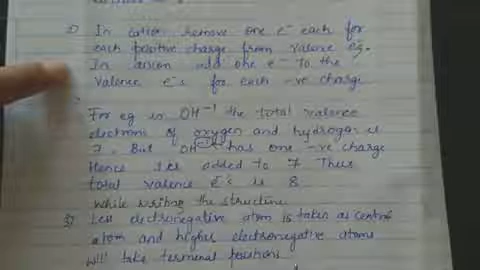 2) In cation remove one e⁻ each for
each positive charge from valence e⁻s.
In anion add one e⁻ to the
valence e⁻s for each -ve charge
For eg in OH⁻¹ the total valence
electrons of oxygen and hydrogen is
7. But OH⁻¹ has one -ve charge
Hence 1e⁻ is added to 7 Thus
total valence e⁻s is 8
while writing the structure
3) Less electronegative atom is taken as central
atom and higher electronegative atoms
will take terminal positions